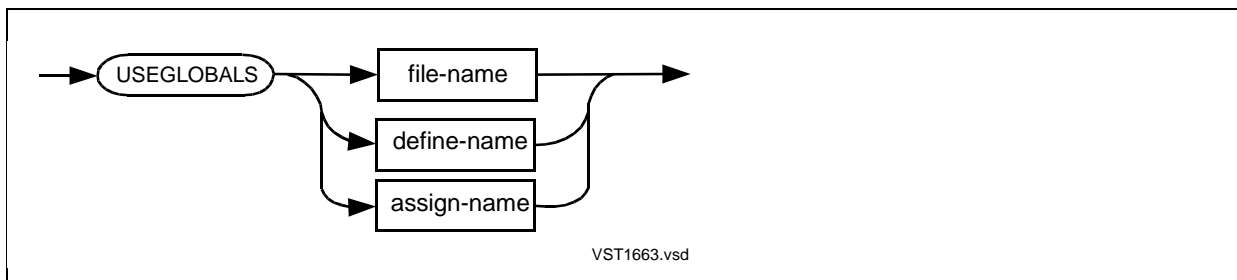 USEGLOBALS
file-name
define-name
assign-name
VST1663.vsd